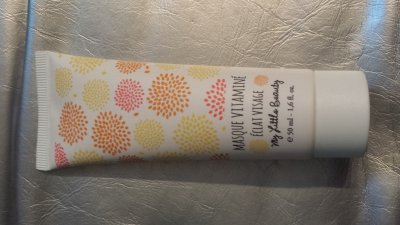 MASQUE VITAMINÉ
ÉCLAT VISAGE
My Little Beauty
℮ 50 ml - 1,6 fl. oz.